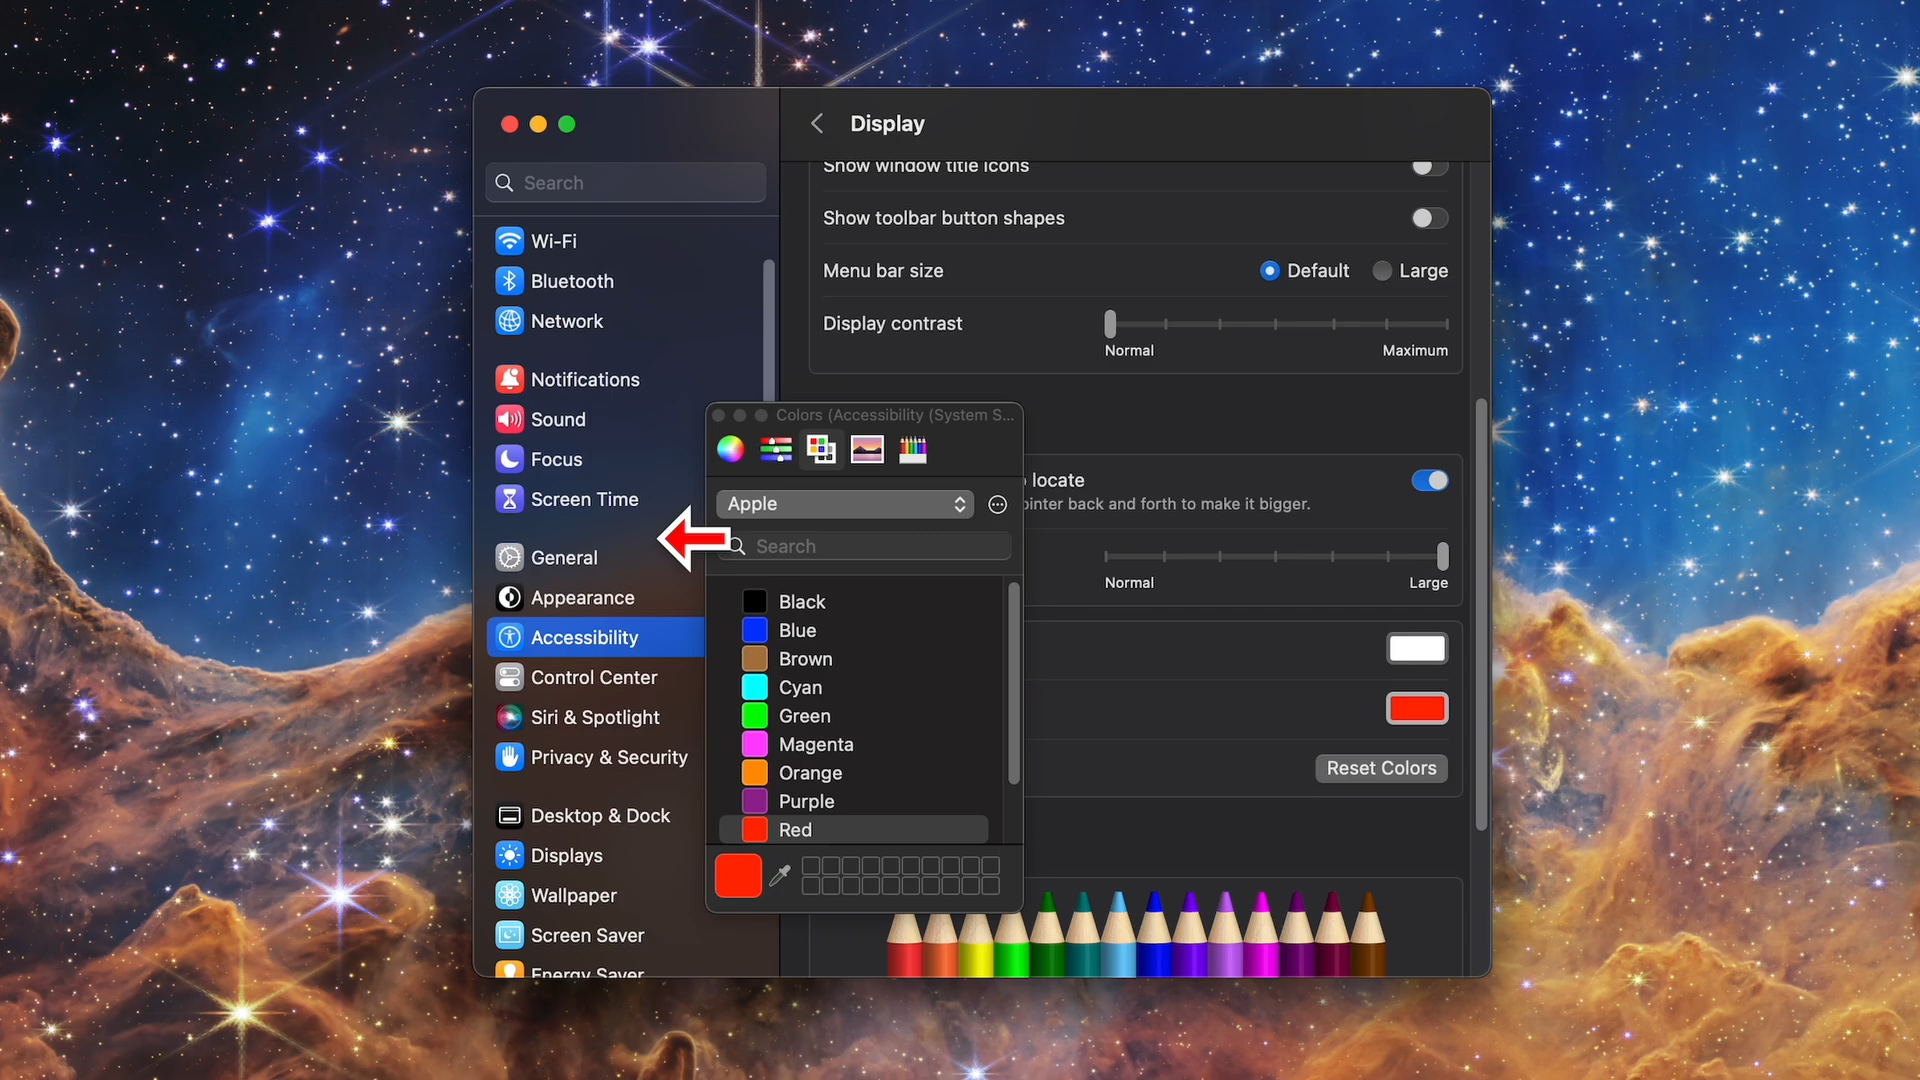 Search
Wi-Fi
Bluetooth
Network
Notifications
Sound
Focus
Screen Time
General
Appearance
Accessibility
Control Center
Siri & Spotlight
Privacy & Security
Desktop & Dock
Displays
Wallpaper
Screen Saver
Energy Saver
Display
Show window title icons
Show toolbar button shapes
Menu bar size
Default
Large
Display contrast
Normal
Maximum
locate
ointer back and forth to make it bigger.
Normal
Large
Reset Colors
Colors (Accessibility (System S...
Apple
Search
Black
Blue
Brown
Cyan
Green
Magenta
Orange
Purple
Red